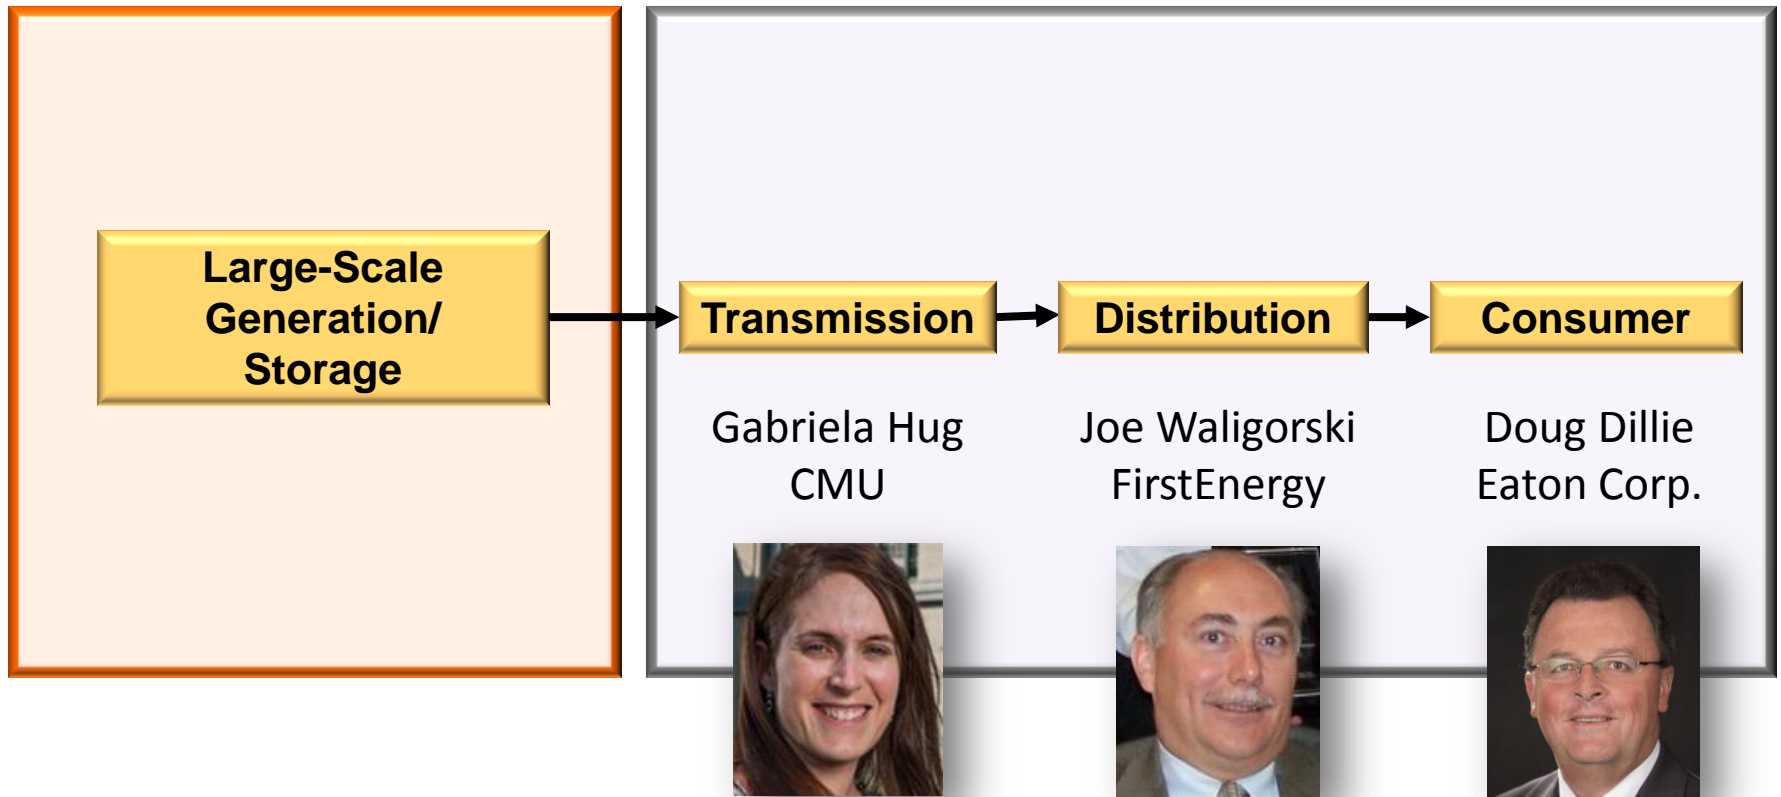 Large-Scale
Generation/
Storage
Transmission
Distribution
Consumer
Gabriela Hug
CMU
Joe Waligorski
FirstEnergy
Doug Dillie
Eaton Corp.